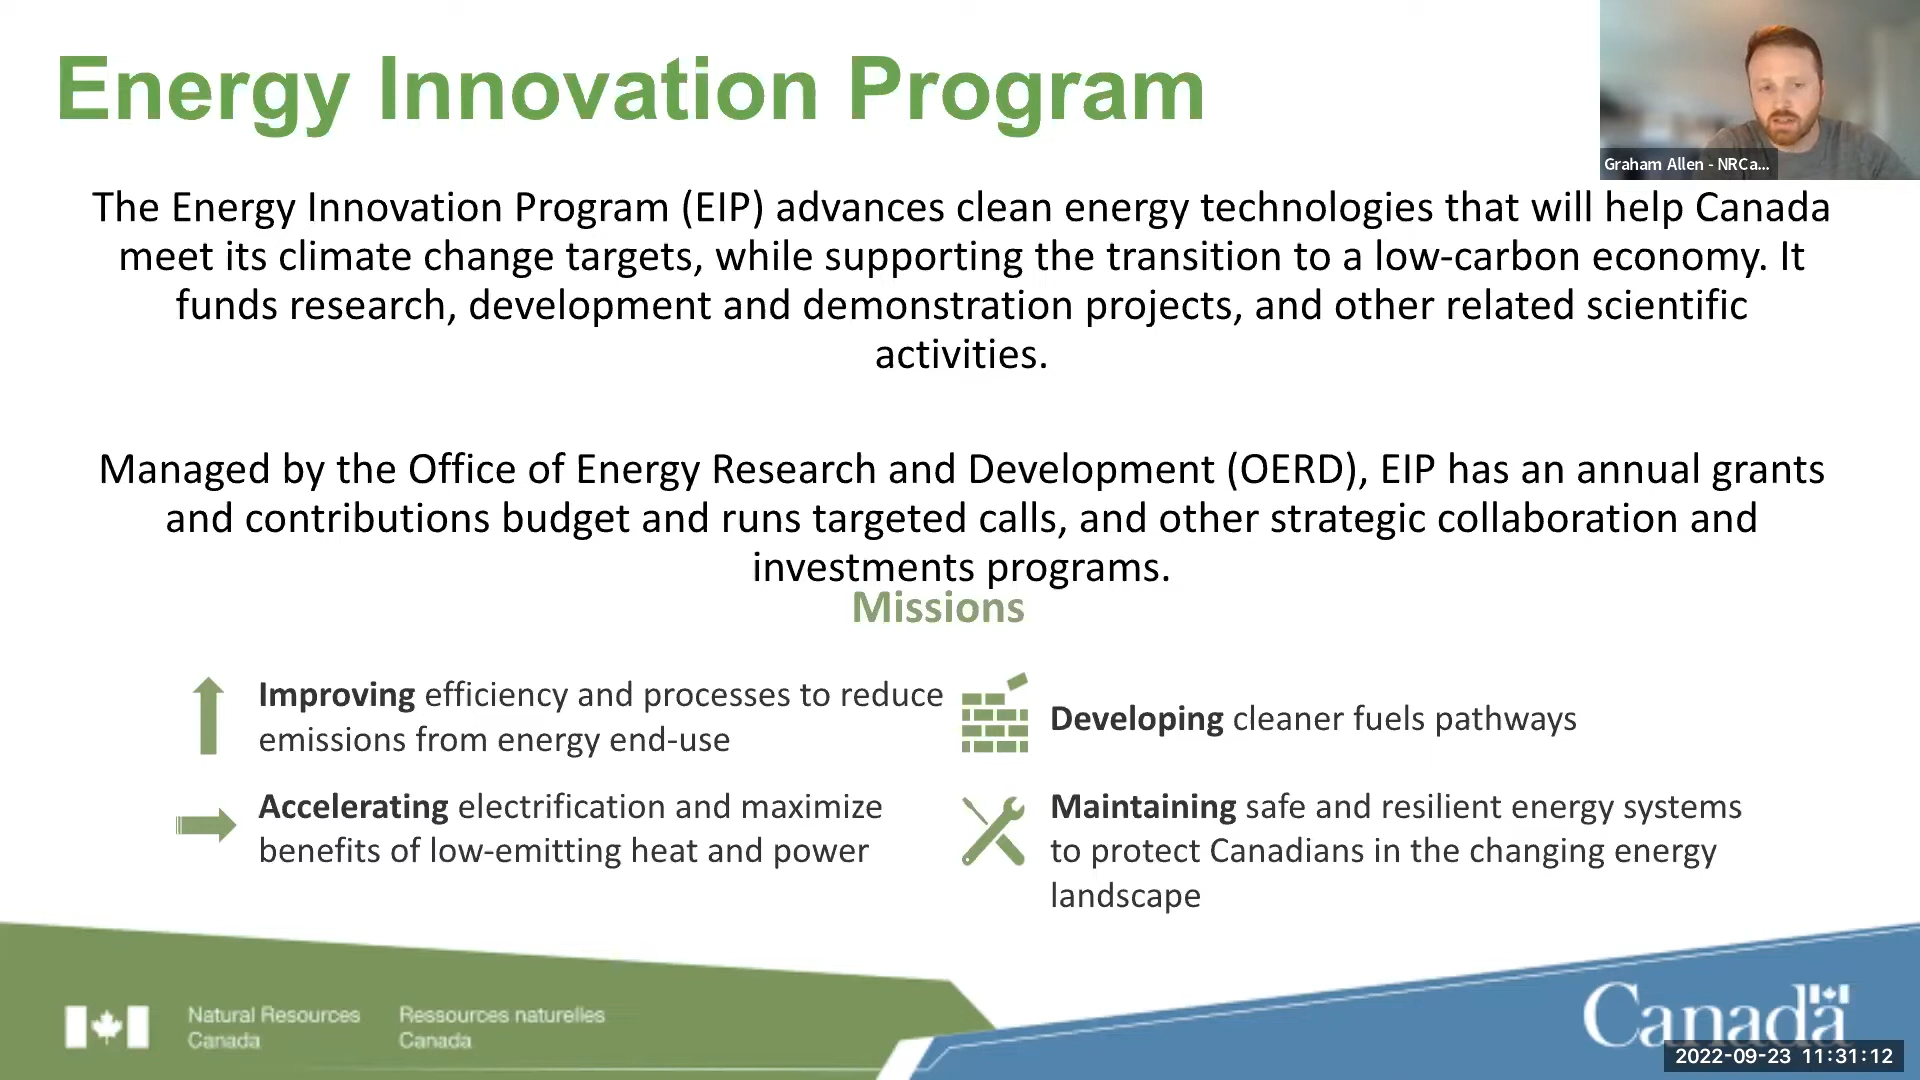 Energy Innovation Program
Graham Allen - NRCa...
The Energy Innovation Program (EIP) advances clean energy technologies that will help Canada
meet its climate change targets, while supporting the transition to a low-carbon economy. It
funds research, development and demonstration projects, and other related scientific
activities.
Managed by the Office of Energy Research and Development (OERD), EIP has an annual grants
and contributions budget and runs targeted calls, and other strategic collaboration and
investments programs.
Missions
Improving efficiency and processes to reduce
emissions from energy end-use
Developing cleaner fuels pathways
Accelerating electrification and maximize
benefits of low-emitting heat and power
Maintaining safe and resilient energy systems
to protect Canadians in the changing energy
landscape
Natural Resources
Canada
Ressources naturelles
Canada
Canada
2022-09-23 11:31:12